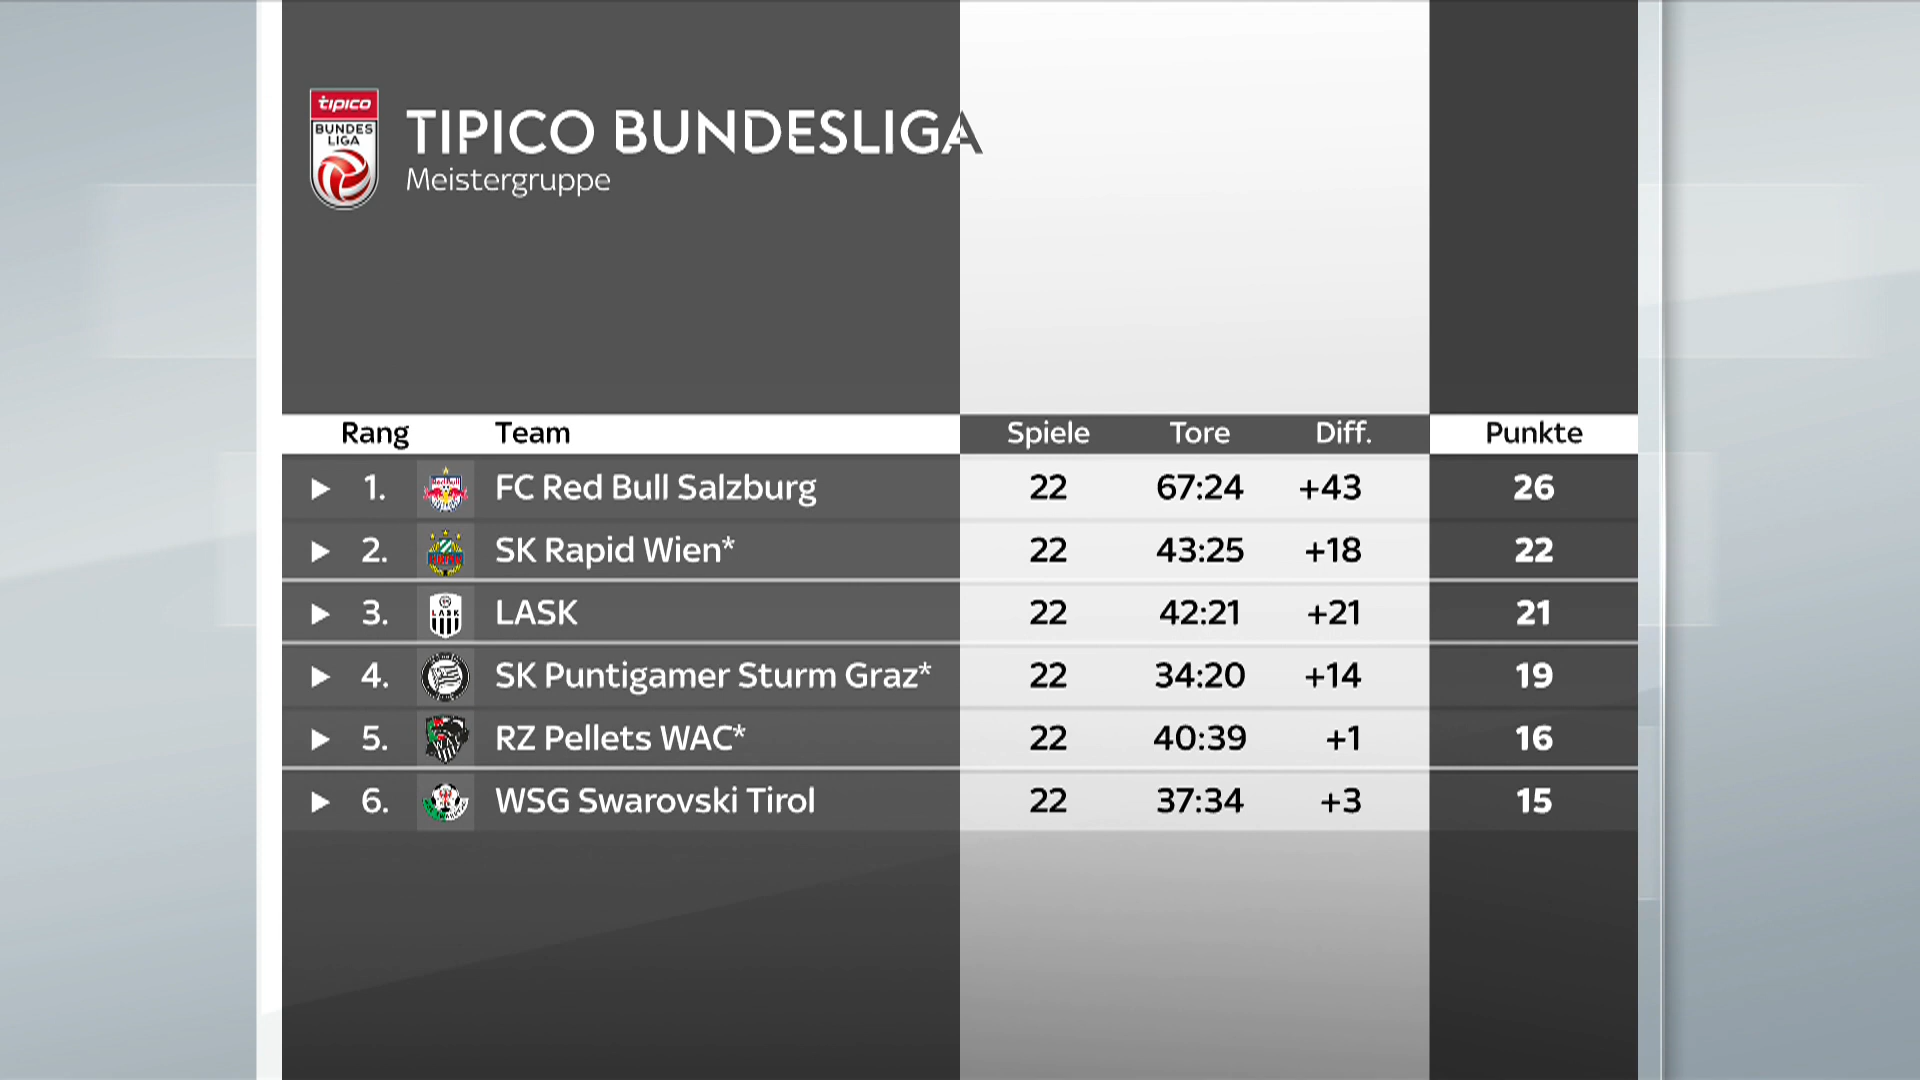 tipico
BUNDES
LIGA
TIPICO BUNDESLIGA
Meistergruppe
Rang Team Spiele Tore Diff. Punkte
1. FC Red Bull Salzburg 22 67:24 +43 26
2. SK Rapid Wien* 22 43:25 +18 22
3. LASK 22 42:21 +21 21
4. SK Puntigamer Sturm Graz* 22 34:20 +14 19
5. RZ Pellets WAC* 22 40:39 +1 16
6. WSG Swarovski Tirol 22 37:34 +3 15